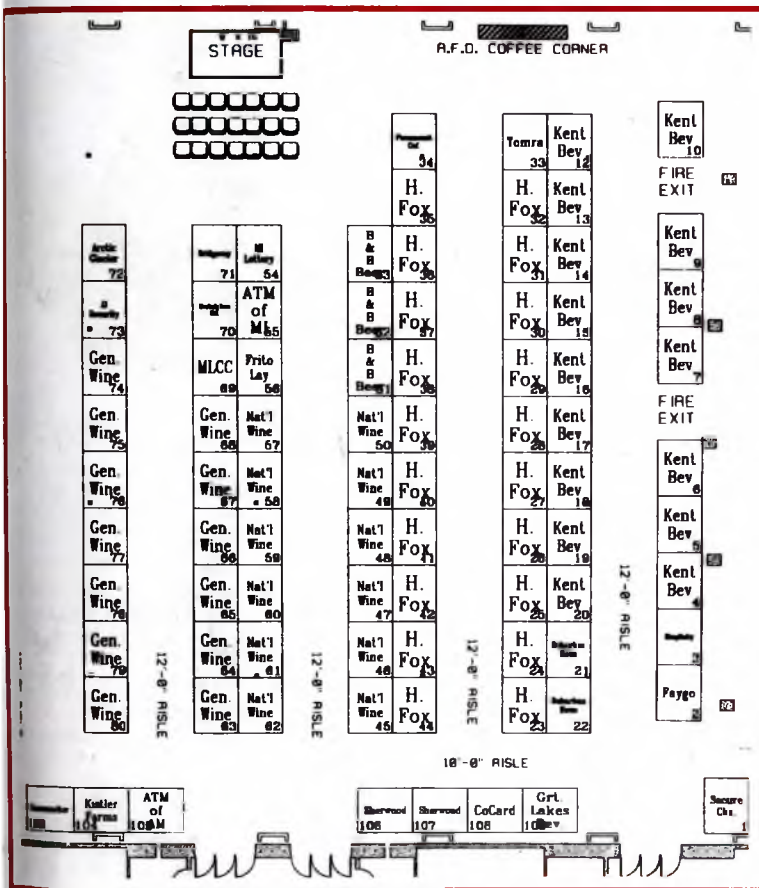 STAGE
A.F.D. COFFEE CORNER
34
Tomra
33
Kent
Bev
12
Kent
Bev
10
FIRE
EXIT
H.
Fox
35
H.
Fox
32
Kent
Bev
13
Arctic
Glacier
72
71
MI
Lottery
54
B
&
B
Beer
53
H.
Fox
36
H.
Fox
31
Kent
Bev
14
Kent
Bev
9
Security
73
70
ATM
of
MI
55
B
&
B
Beer
52
H.
Fox
37
H.
Fox
30
Kent
Bev
15
Kent
Bev
8
Gen.
Wine
74
MLCC
69
Frito
Lay
56
B
&
B
Beer
51
H.
Fox
38
H.
Fox
29
Kent
Bev
16
Kent
Bev
7
FIRE
EXIT
Gen.
Wine
75
Gen.
Wine
68
Nat'l
Wine
57
Nat'l
Wine
50
H.
Fox
39
H.
Fox
28
Kent
Bev
17
Gen.
Wine
76
Gen.
Wine
67
Nat'l
Wine
58
Nat'l
Wine
49
H.
Fox
40
H.
Fox
27
Kent
Bev
18
Kent
Bev
6
Gen.
Wine
77
Gen.
Wine
66
Nat'l
Wine
59
Nat'l
Wine
48
H.
Fox
41
H.
Fox
26
Kent
Bev
19
Kent
Bev
5
Gen.
Wine
78
Gen.
Wine
65
Nat'l
Wine
60
Nat'l
Wine
47
H.
Fox
42
H.
Fox
25
Kent
Bev
20
Kent
Bev
4
Gen.
Wine
79
Gen.
Wine
64
Nat'l
Wine
61
Nat'l
Wine
46
H.
Fox
43
H.
Fox
24
21
3
Gen.
Wine
80
Gen.
Wine
63
Nat'l
Wine
62
Nat'l
Wine
45
H.
Fox
44
H.
Fox
23
22
Faygo
2
12'-0" AISLE
12'-0" AISLE
12'-0" AISLE
12'-0" AISLE
10'-0" AISLE
Farms
104
ATM
of
Sherwood
106
Sherwood
107
CoCard
108
Grt.
Lakes
Bev
Secure
Chk.
1